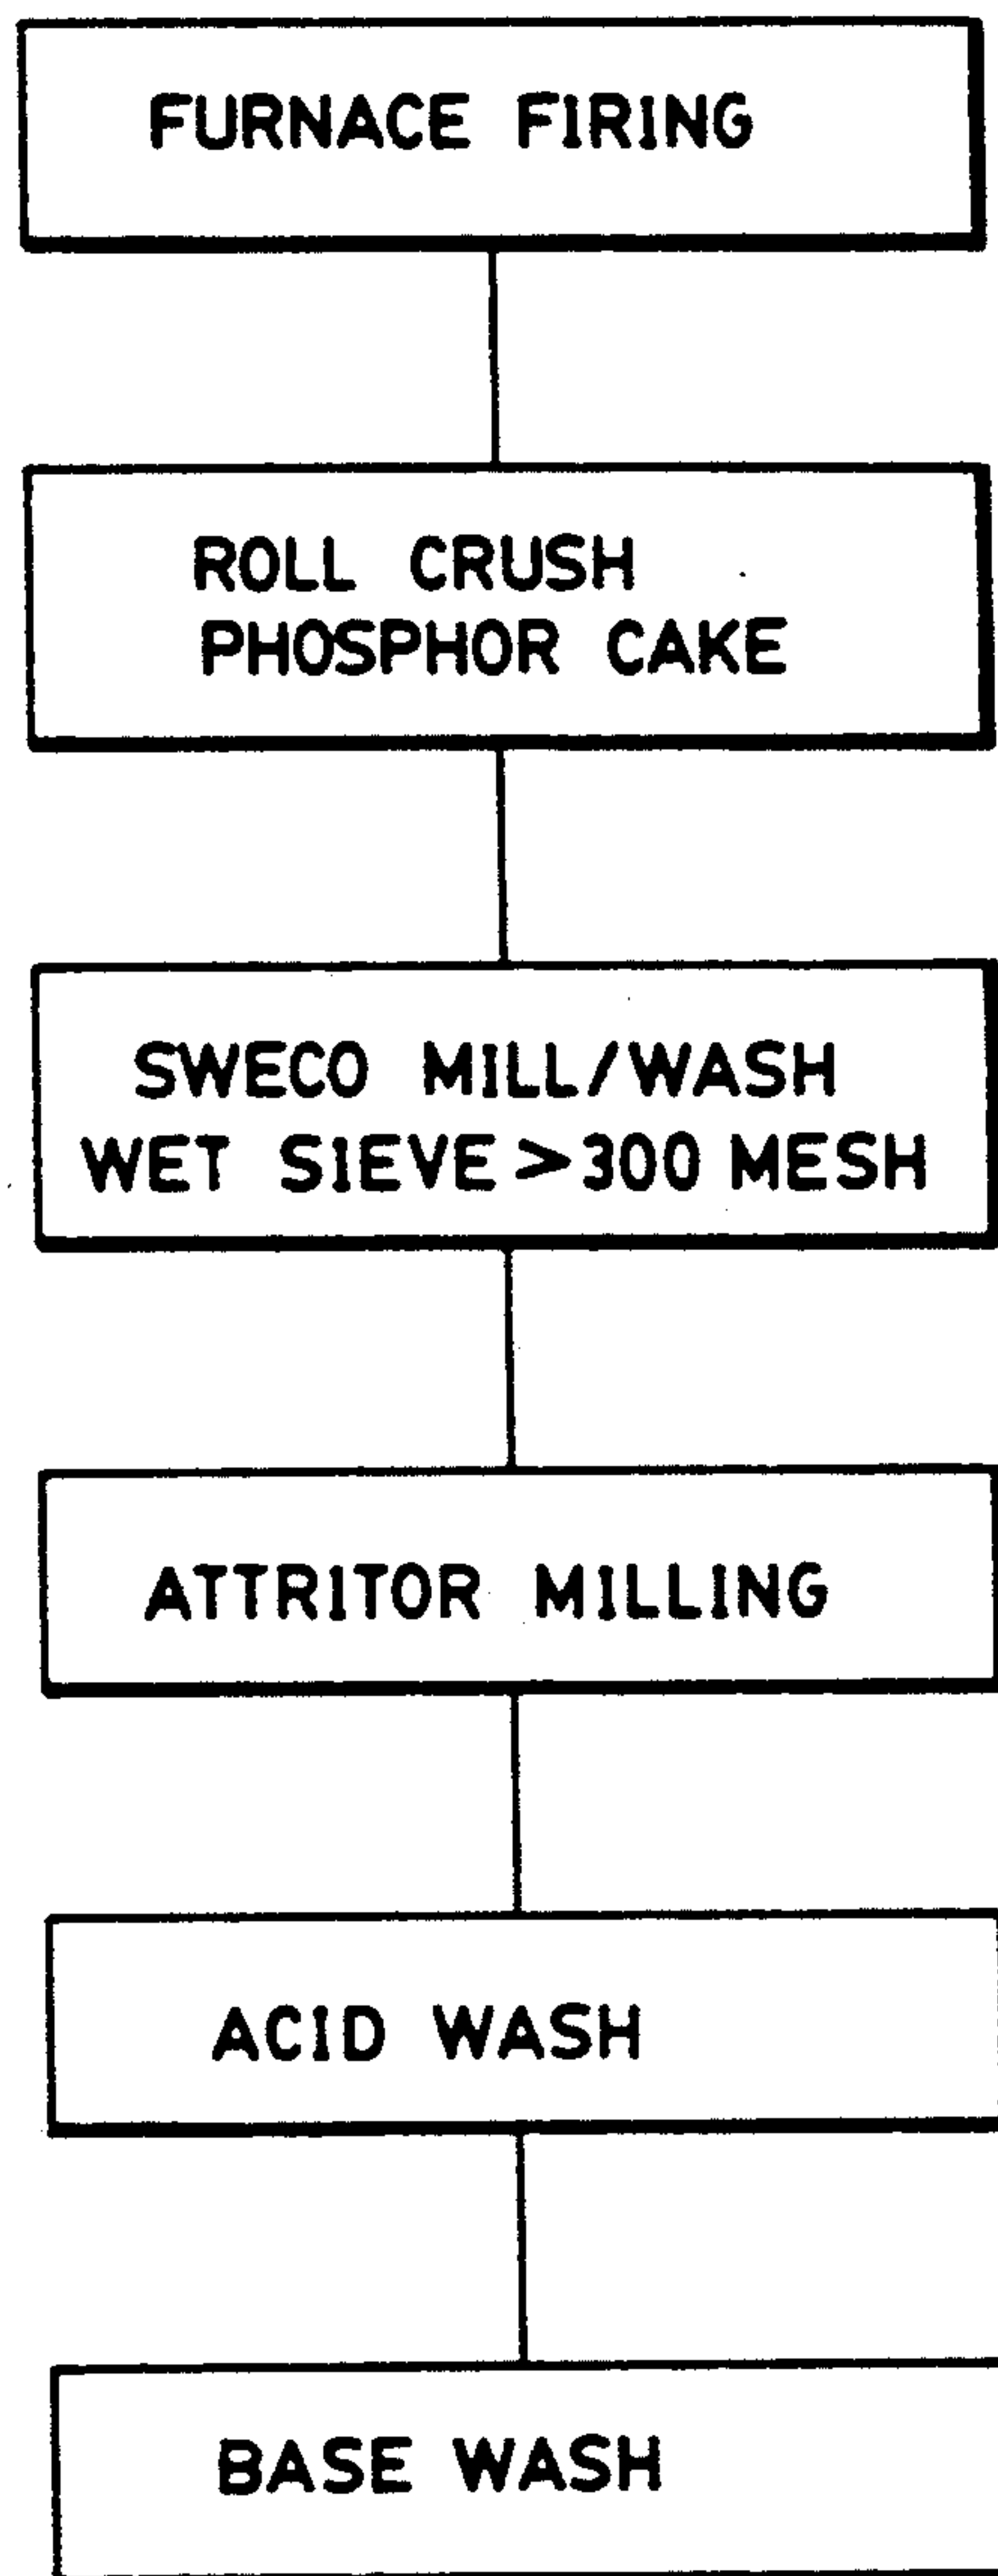 FURNACE FIRING
ROLL CRUSH
PHOSPHOR CAKE
SWECO MILL/WASH
WET SIEVE >300 MESH
ATTRITOR MILLING
ACID WASH
BASE WASH